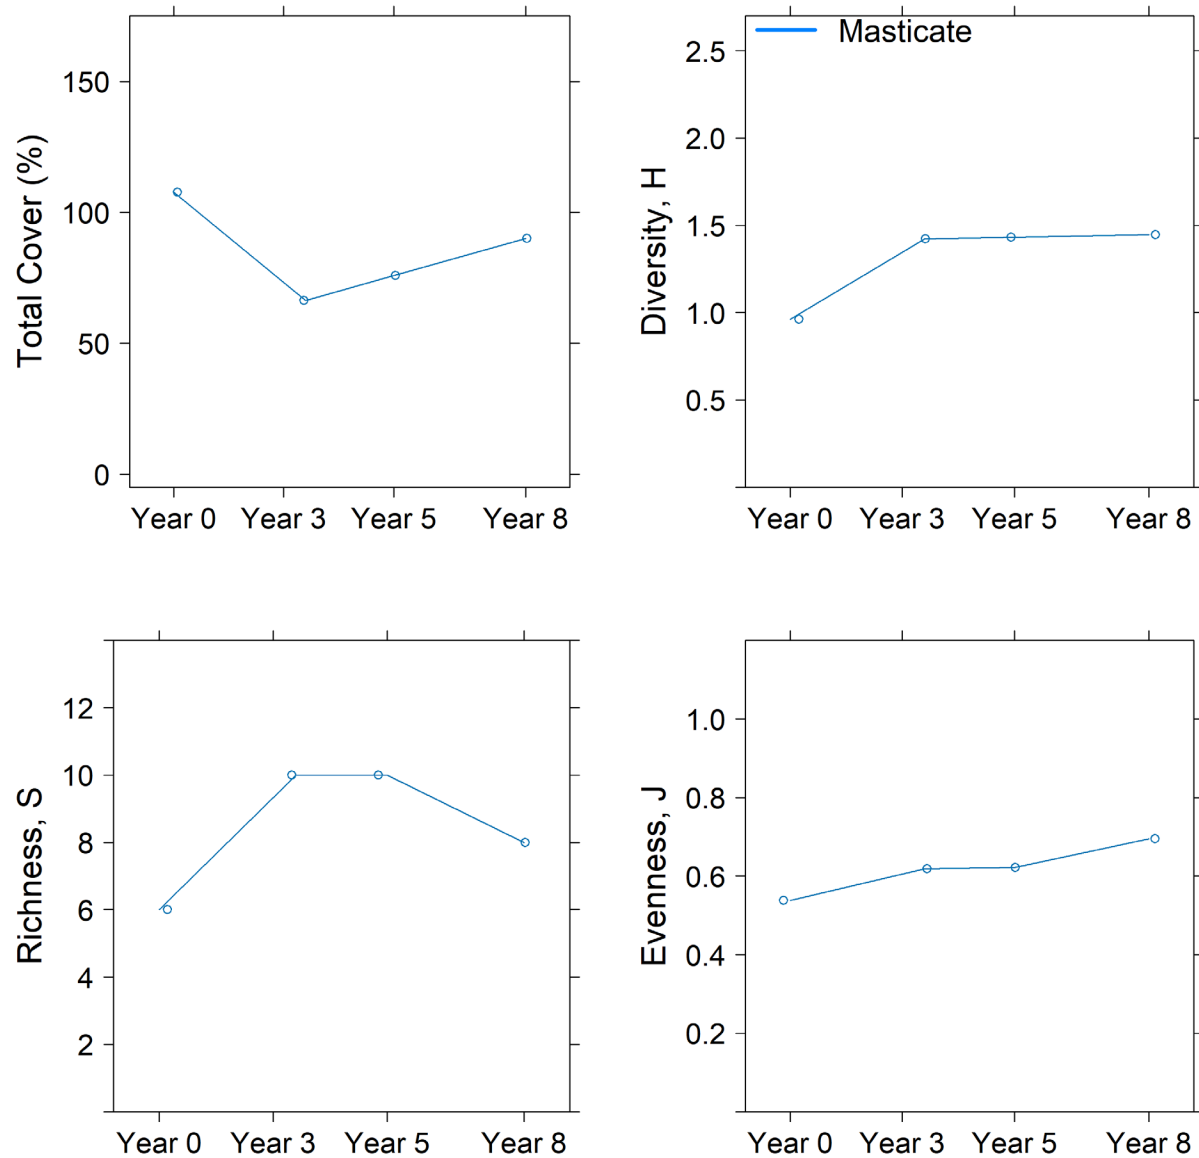 Total Cover (%)
150
100
50
0
Year 0 Year 3 Year 5 Year 8
Masticate
Diversity, H
2.5
2.0
1.5
1.0
0.5
Year 0 Year 3 Year 5 Year 8
Richness, S
12
10
8
6
4
2
Year 0 Year 3 Year 5 Year 8
Evenness, J
1.0
0.8
0.6
0.4
0.2
Year 0 Year 3 Year 5 Year 8